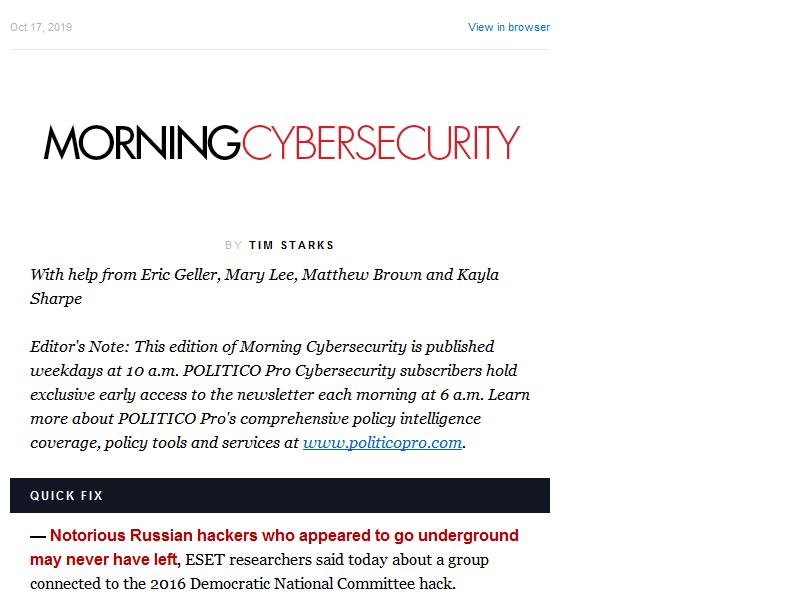 Oct 17, 2019
View in browser
MORNINGCYBERSECURITY
BY TIM STARKS
With help from Eric Geller, Mary Lee, Matthew Brown and Kayla
Sharpe
Editor's Note: This edition of Morning Cybersecurity is published
weekdays at 10 a.m. POLITICO Pro Cybersecurity subscribers hold
exclusive early access to the newsletter each morning at 6 a.m. Learn
more about POLITICO Pro's comprehensive policy intelligence
coverage, policy tools and services at www.politicopro.com.
QUICK FIX
— Notorious Russian hackers who appeared to go underground
may never have left, ESET researchers said today about a group
connected to the 2016 Democratic National Committee hack.